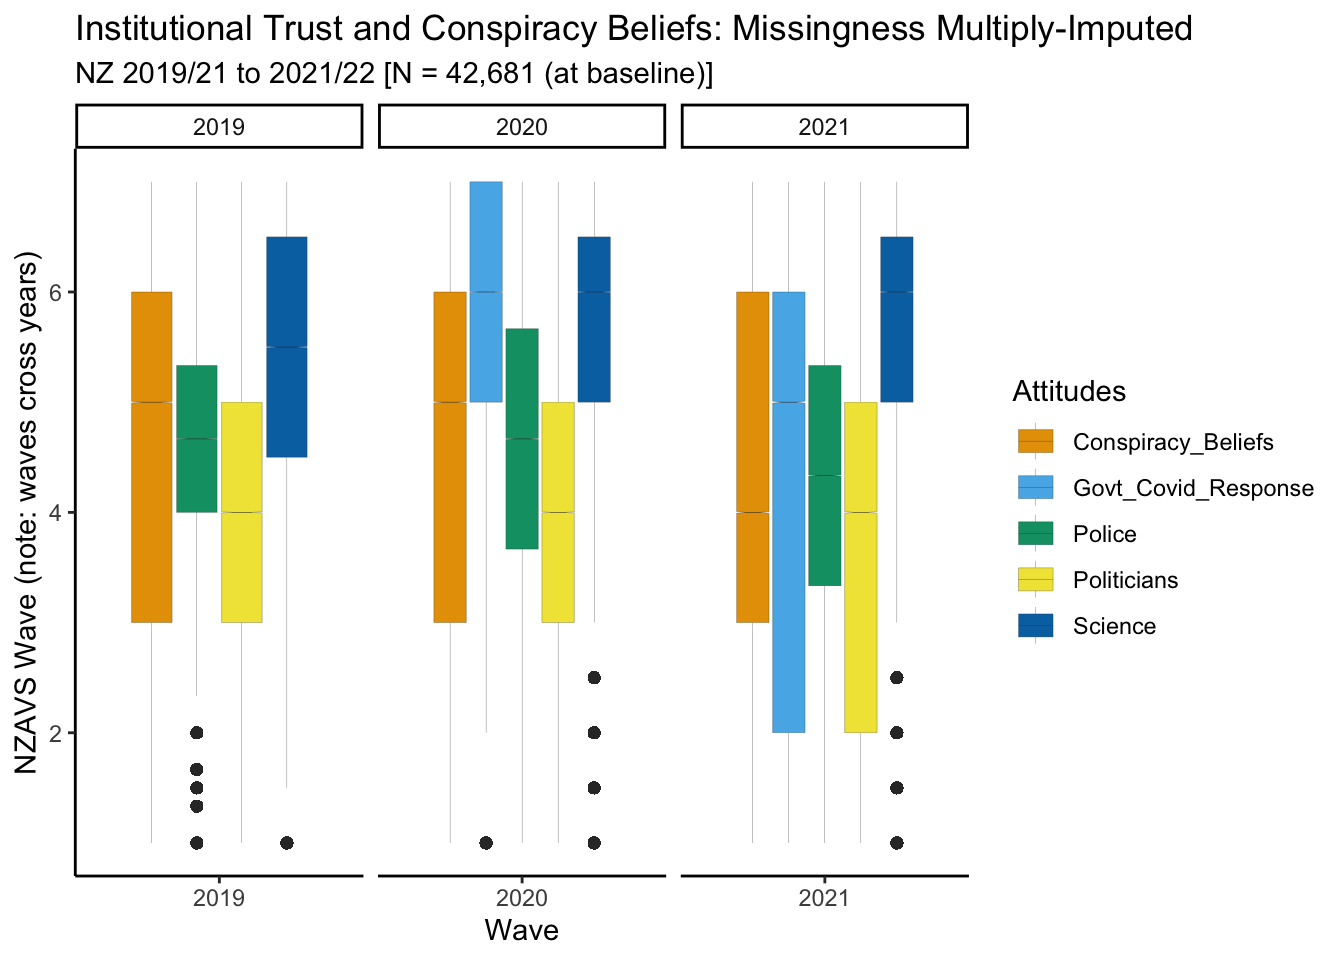 Institutional Trust and Conspiracy Beliefs: Missingness Multiply-Imputed
NZ 2019/21 to 2021/22 [N = 42,681 (at baseline)]
2019
2020
2021
NZAVS Wave (note: waves cross years)
6
4
2
2019
2020
2021
Wave
Attitudes
Conspiracy_Beliefs
Govt_Covid_Response
Police
Politicians
Science